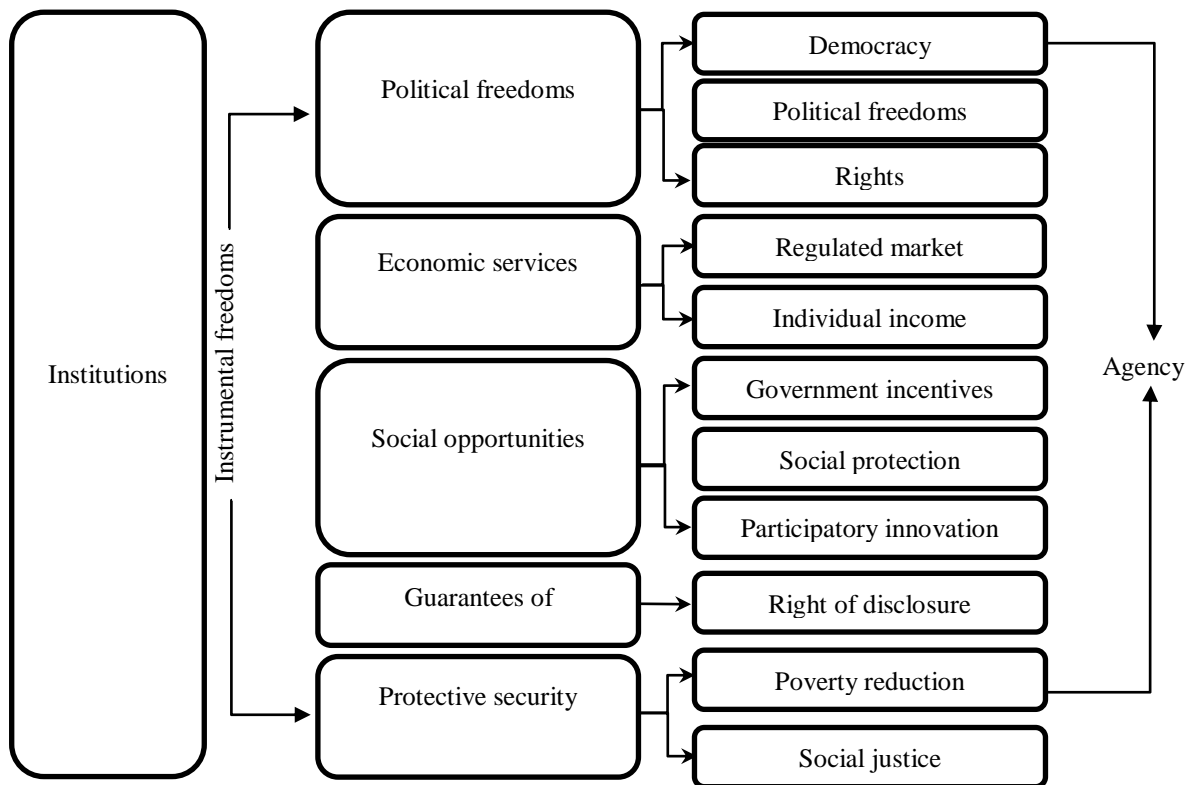 Institutions
Instrumental freedoms
Political freedoms
Economic services
Social opportunities
Guarantees of
Protective security
Democracy
Political freedoms
Rights
Regulated market
Individual income
Government incentives
Social protection
Participatory innovation
Right of disclosure
Poverty reduction
Social justice
Agency